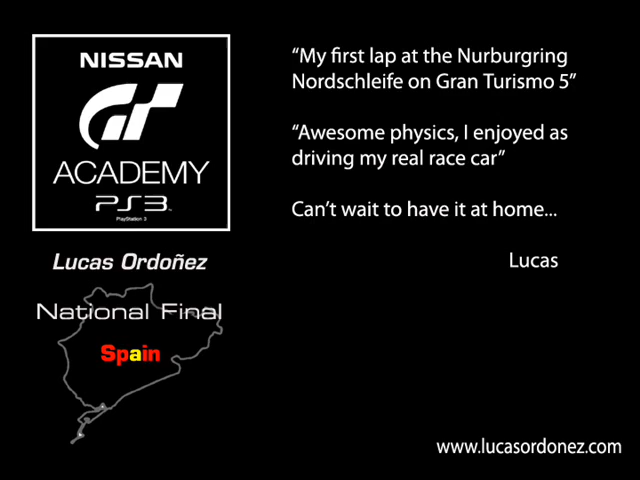 NISSAN
GT
ACADEMY
PS3
PlayStation 3
Lucas Ordoñez
National Final
Spain
“My first lap at the Nurburgring
Nordschleife on Gran Turismo 5”
“Awesome physics, I enjoyed as
driving my real race car”
Can’t wait to have it at home...
Lucas
www.lucasordonez.com